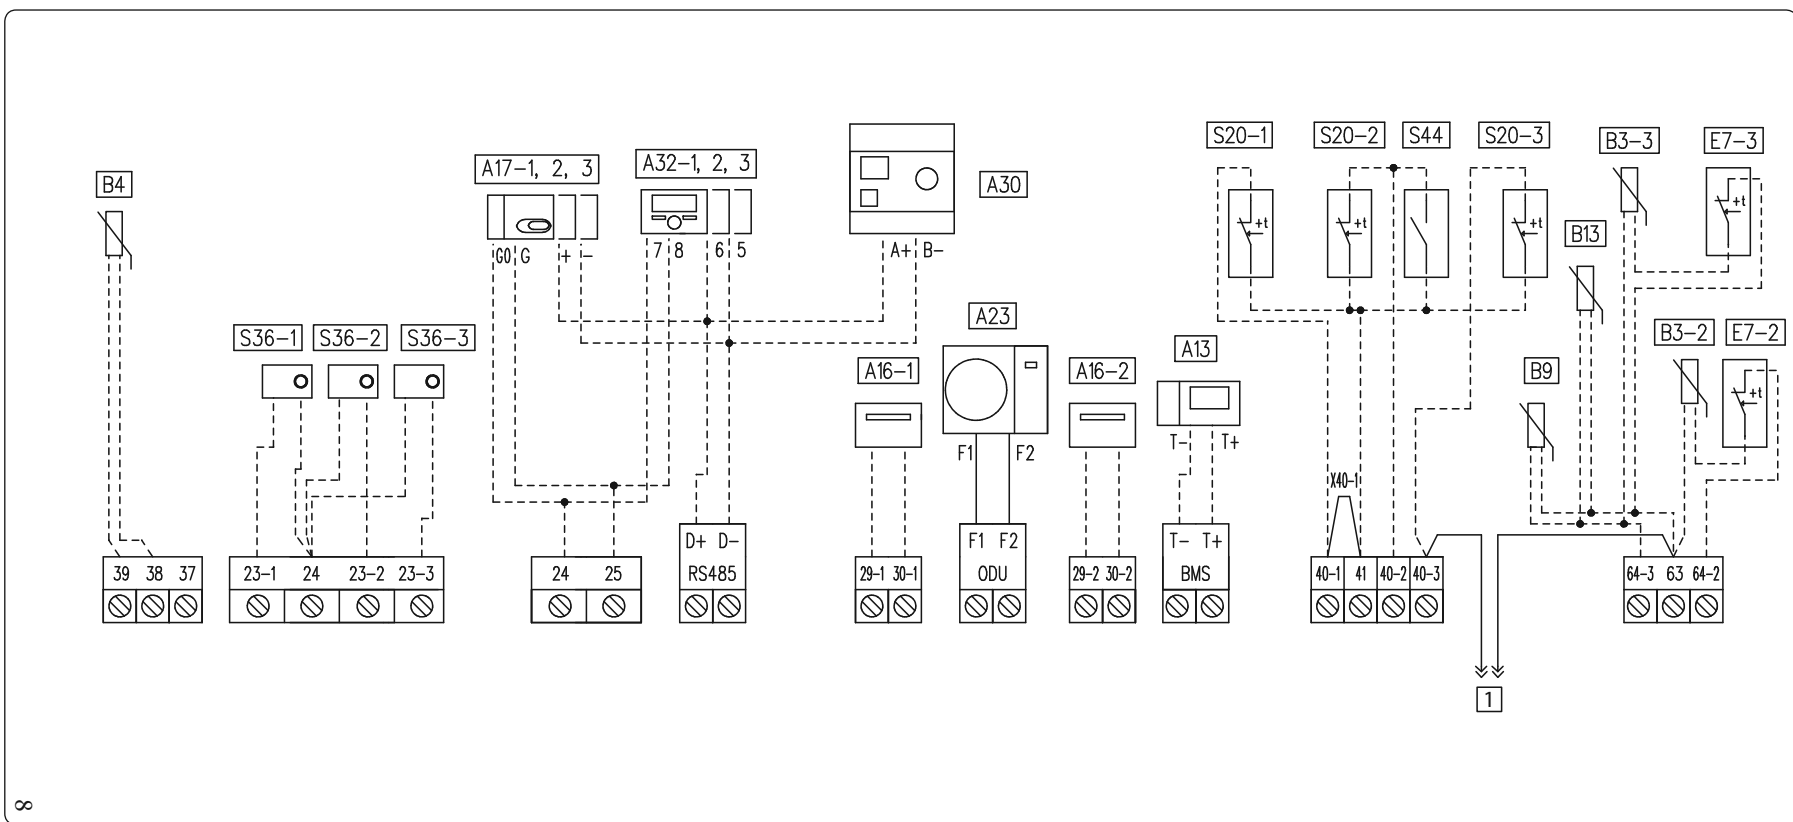 S20-1 S20-2 S44 S20-3 B3-3 E7-3
A17-1, 2, 3 A32-1, 2, 3 A30
B4
+t +t +t +t
B13
G0 G + - 7 8 6 5 A+ B-
A23
S36-1 S36-2 S36-3 B3-2 E7-2
A13
A16-1 A16-2 B9
+t
T- T+
F1 F2
X40-1
D+ D- F1 F2 T- T+
39 38 37 23-1 24 23-2 23-3 24 25 RS485 29-1 30-1 ODU 29-2 30-2 BMS 40-1 41 40-2 40-3 64-3 63 64-2
1
8